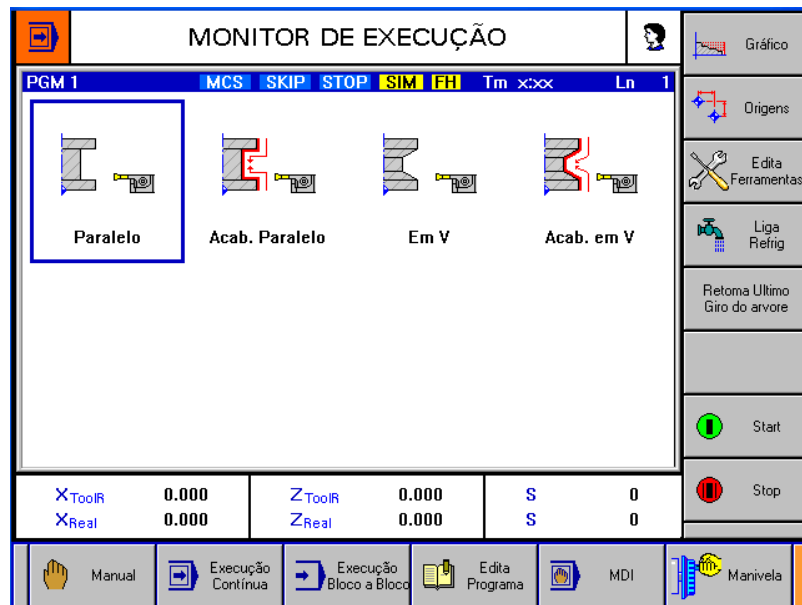 MONITOR DE EXECUÇÃO
PGM 1 MCS SKIP STOP SIM FH Tm x:xx Ln 1
Paralelo Acab. Paralelo Em V Acab. em V
XToolR 0.000 ZToolR 0.000 S 0
XReal 0.000 ZReal 0.000 S 0
Gráfico
Origens
Edita
Ferramentas
Liga
Refrig
Retoma Ultimo
Giro do arvore
Start
Stop
Manual
Execução
Contínua
Execução
Bloco a Bloco
Edita
Programa
MDI
Manivela